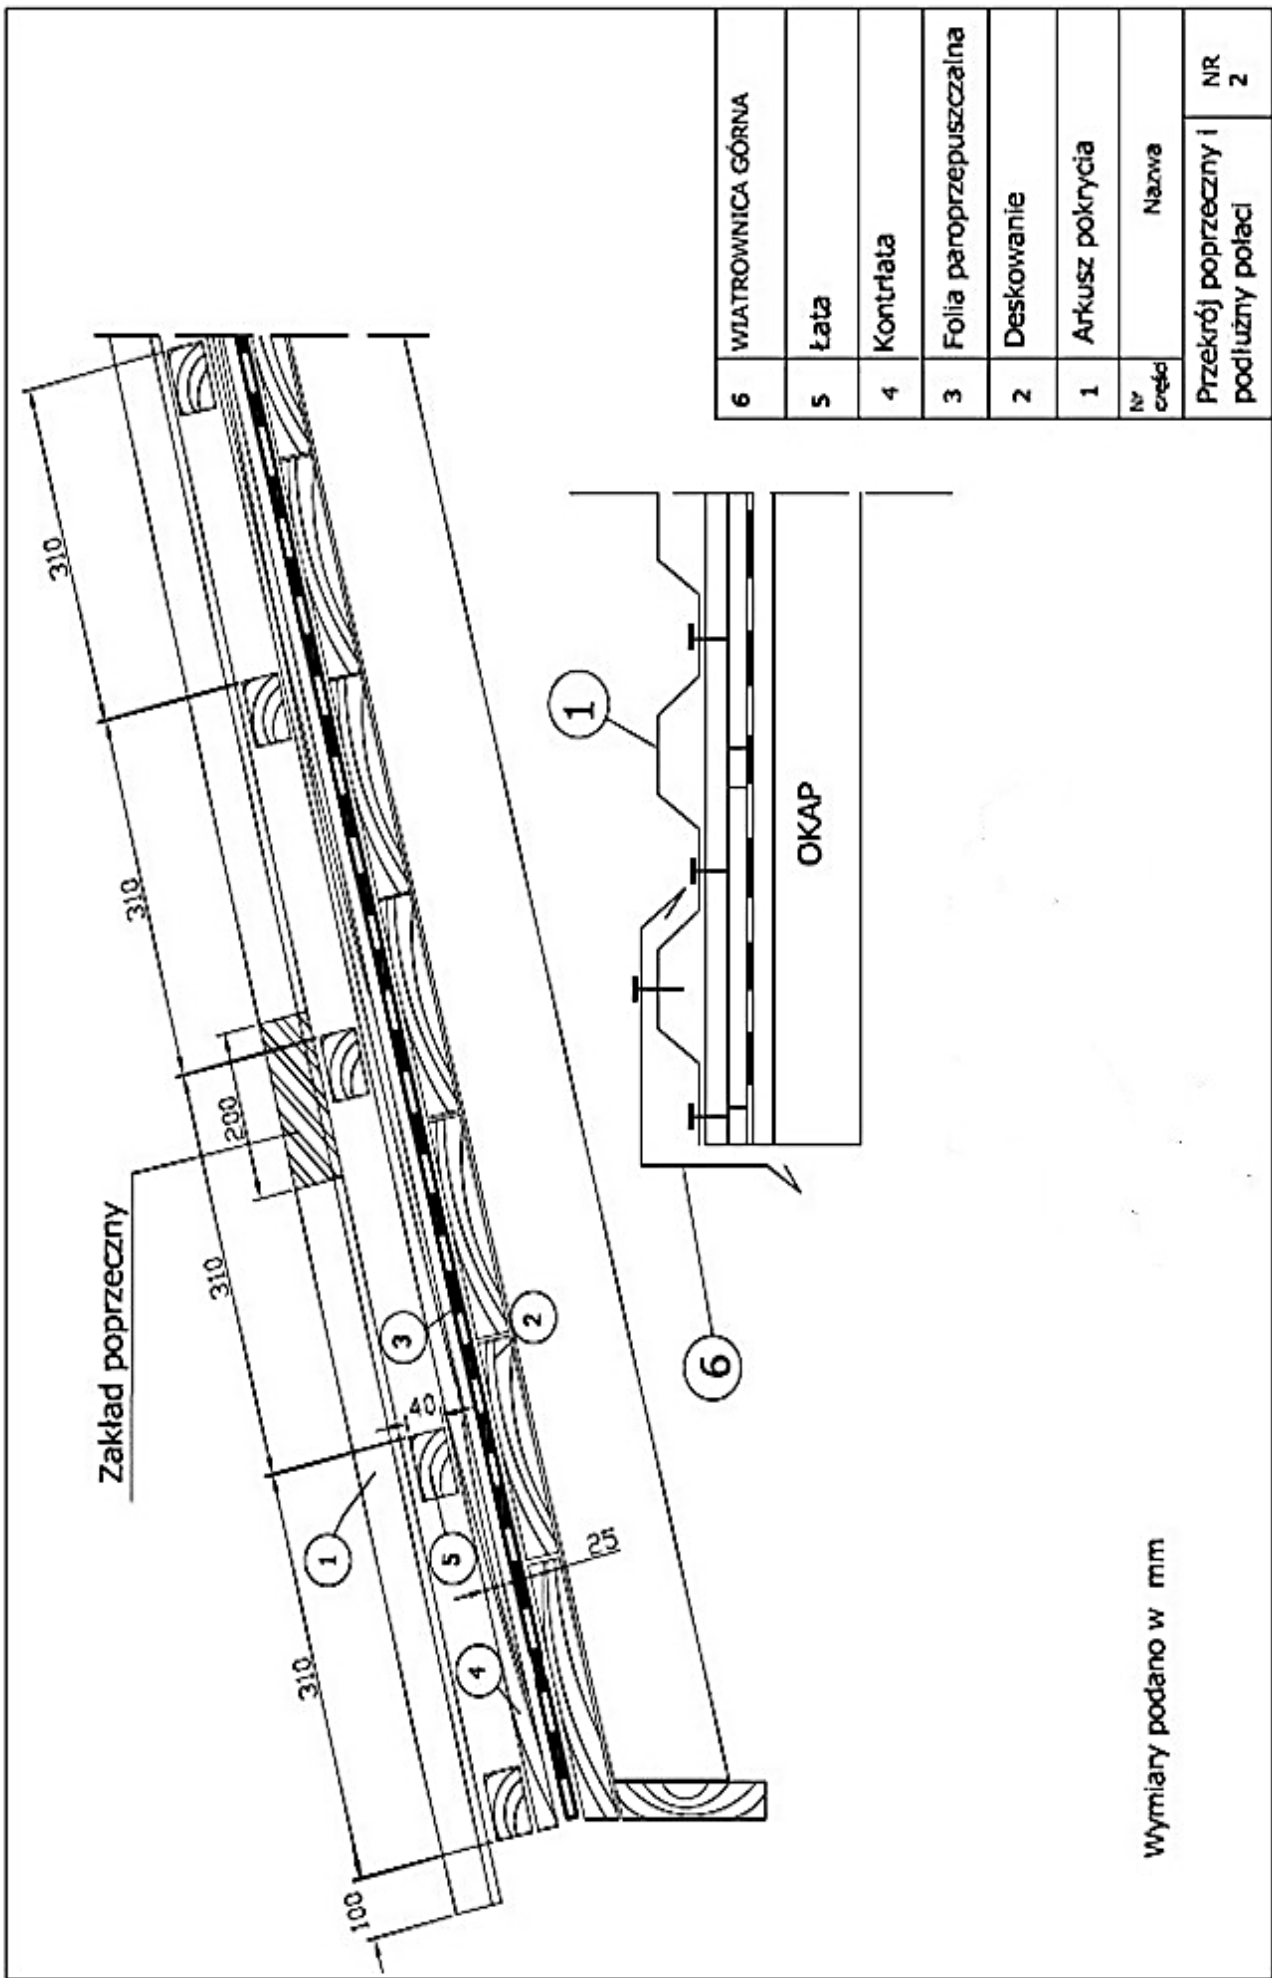 Zakład poprzeczny
310
310
310
310
200
100
40
25
1
3
2
5
4
1
6
OKAP
Wymiary podano w mm
6 WIATROWNICA GÓRNA
5 Łata
4 Kontrłata
3 Folia paroprzepuszczalna
2 Deskowanie
1 Arkusz pokrycia
Nr części Nazwa
Przekrój poprzeczny i
podłużny połaci
NR
2